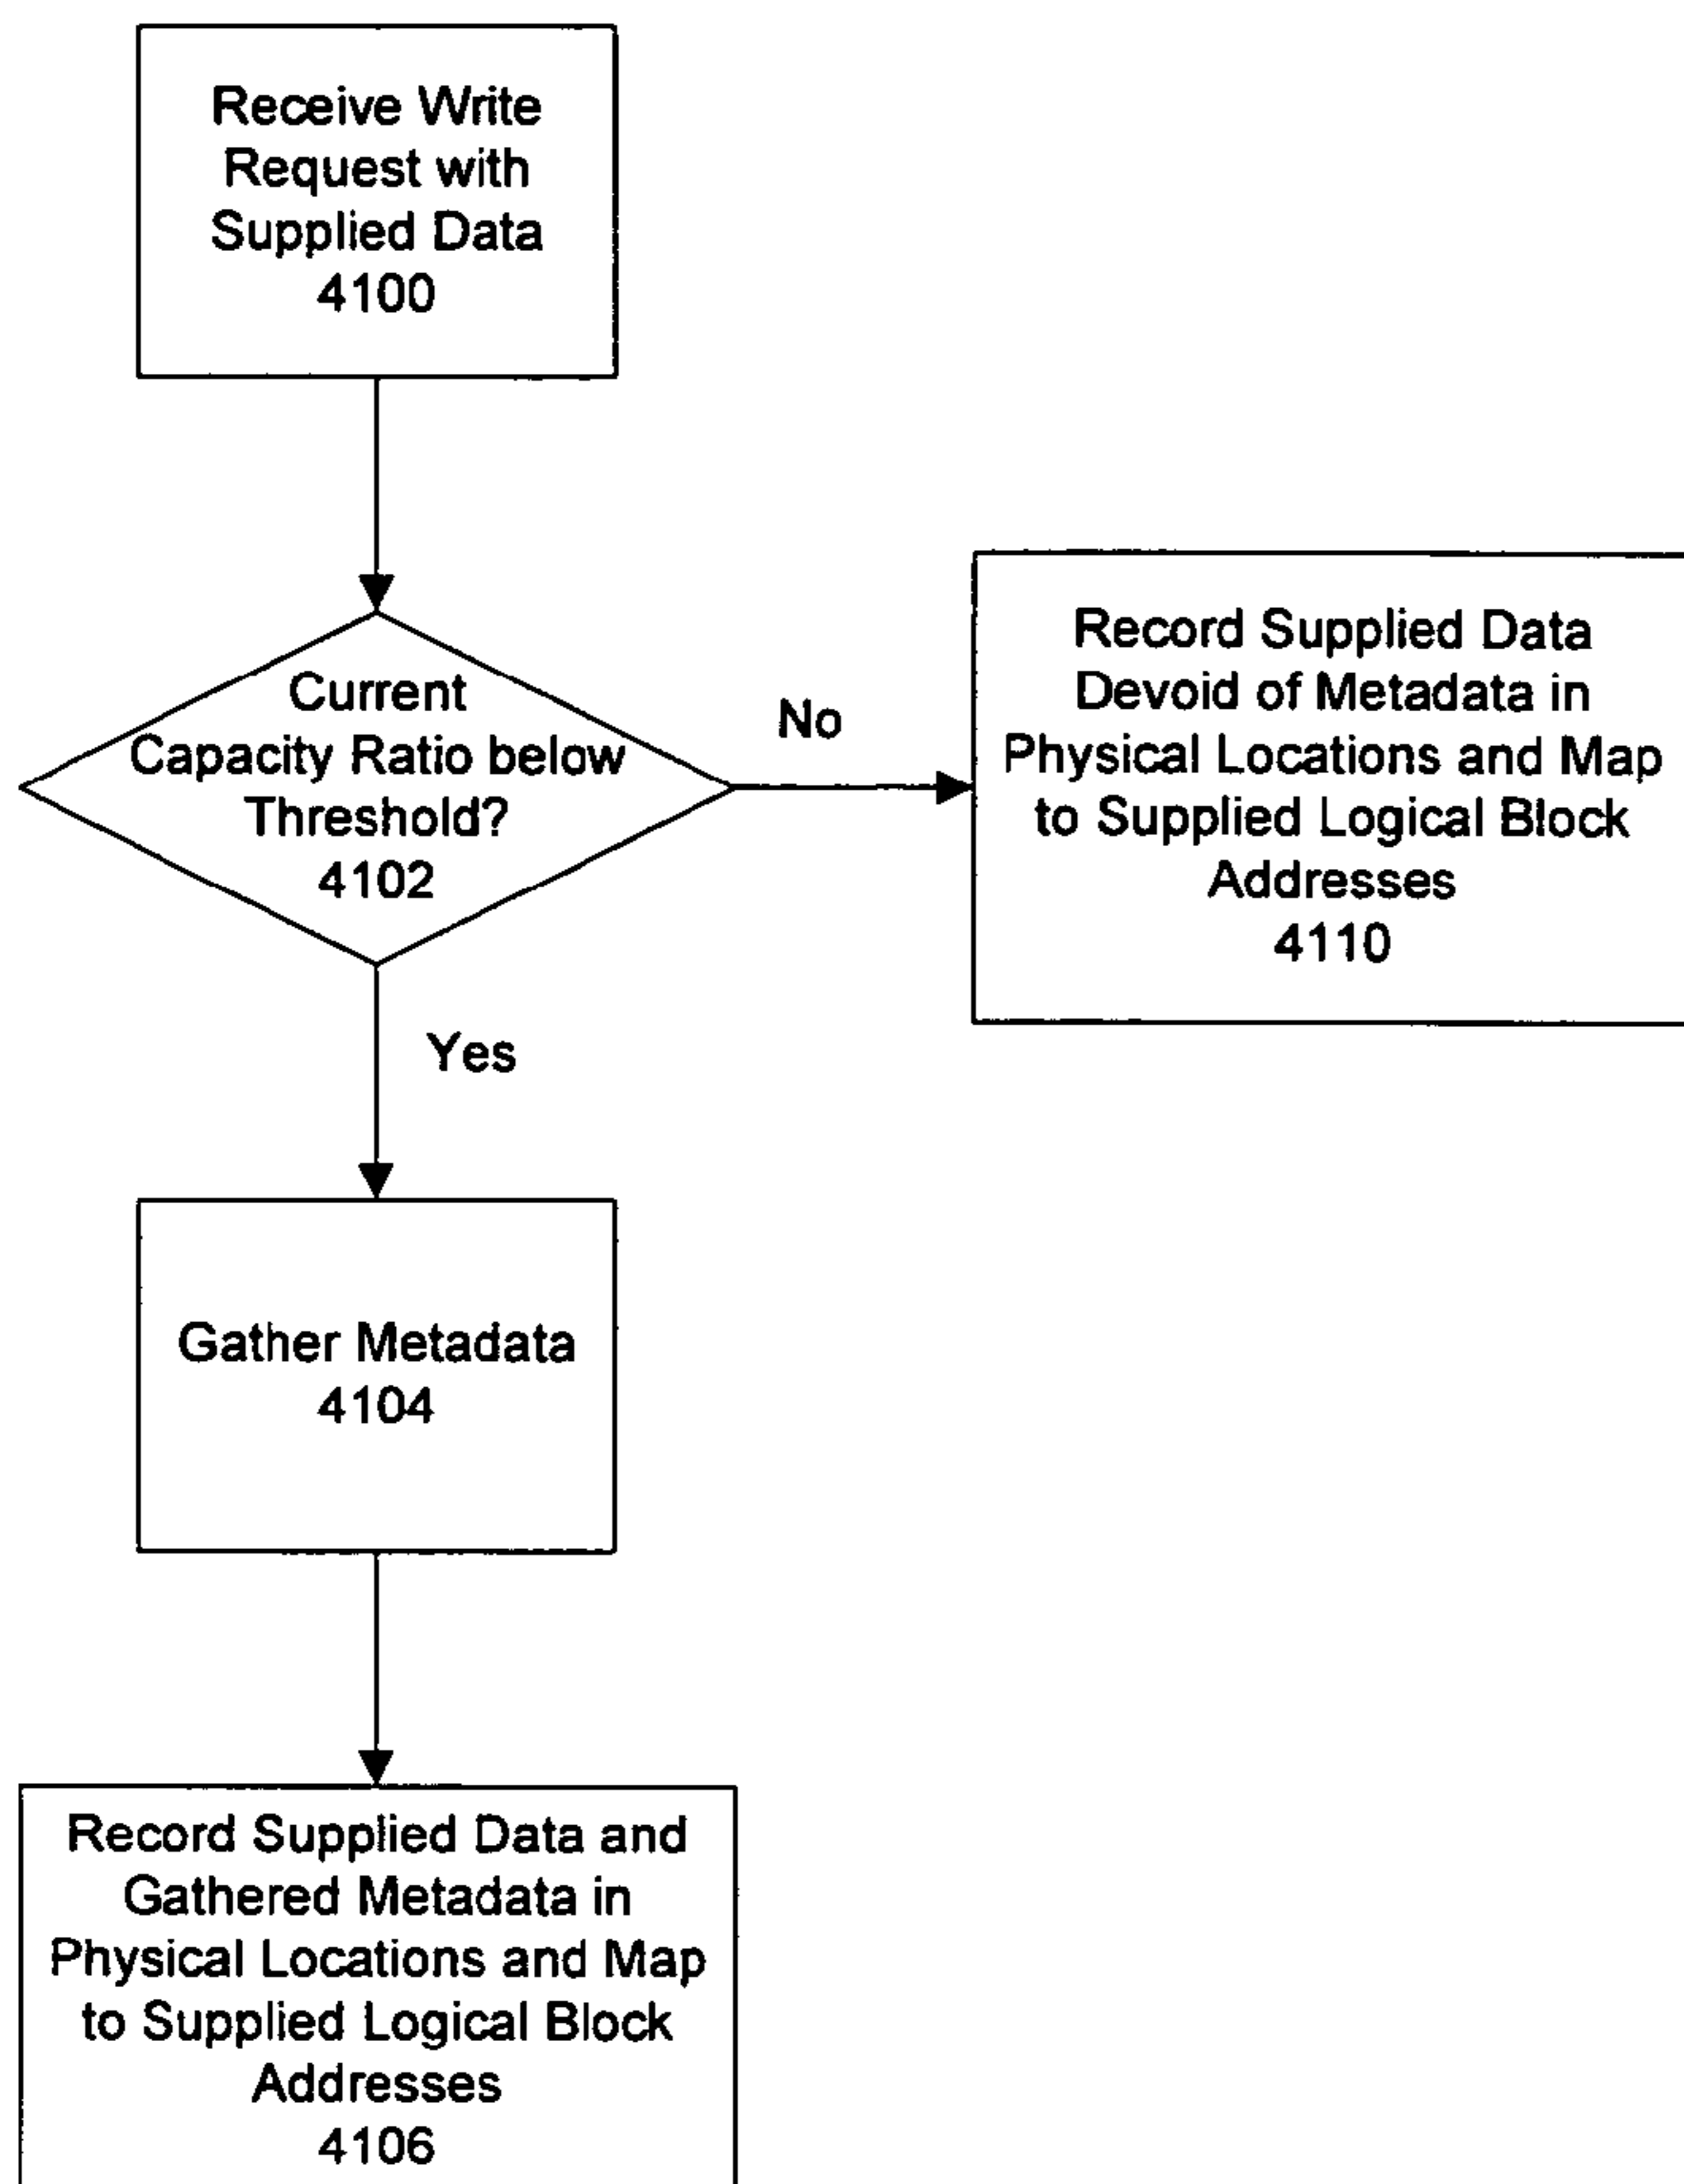 Receive Write
Request with
Supplied Data
4100
Current
Capacity Ratio below
Threshold?
4102
No
Record Supplied Data
Devoid of Metadata in
Physical Locations and Map
to Supplied Logical Block
Addresses
4110
Yes
Gather Metadata
4104
Record Supplied Data and
Gathered Metadata in
Physical Locations and Map
to Supplied Logical Block
Addresses
4106